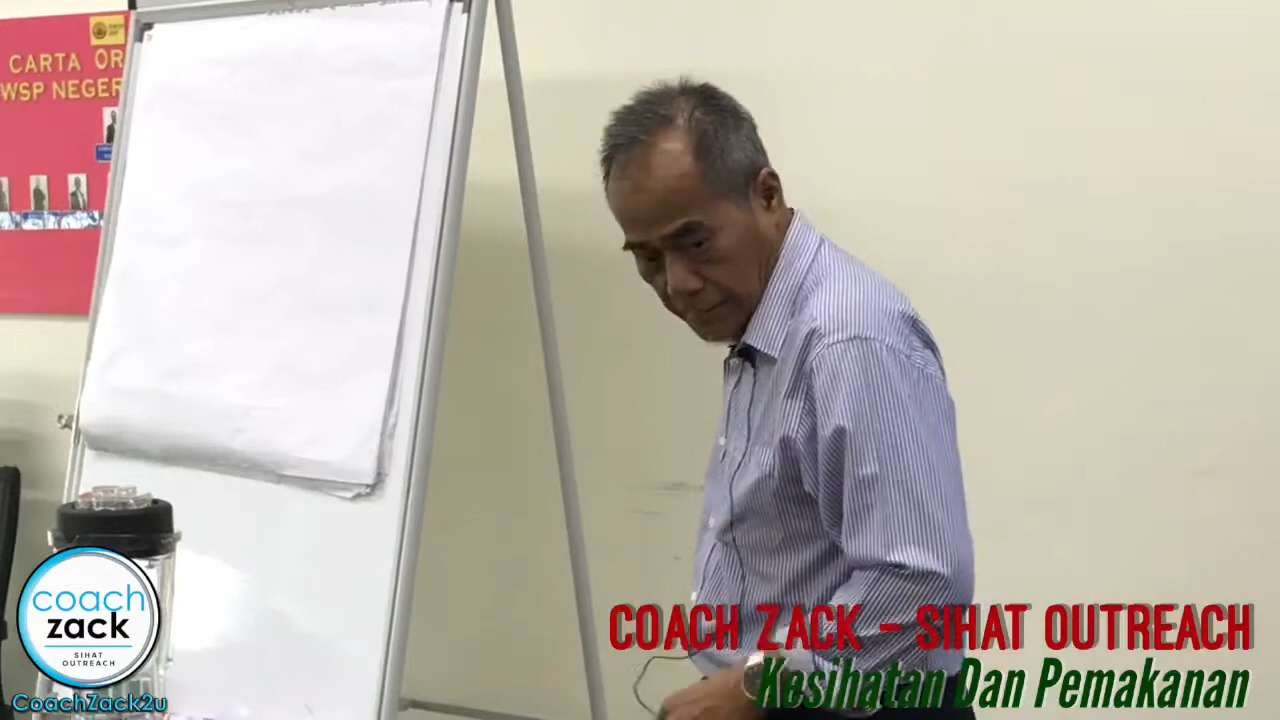 CARTA OR
WSP NEGER
coach
zack
SIHAT
OUTREACH
CoachZack2u
COACH ZACK - SIHAT OUTREACH
Kesihatan Dan Pemakanan